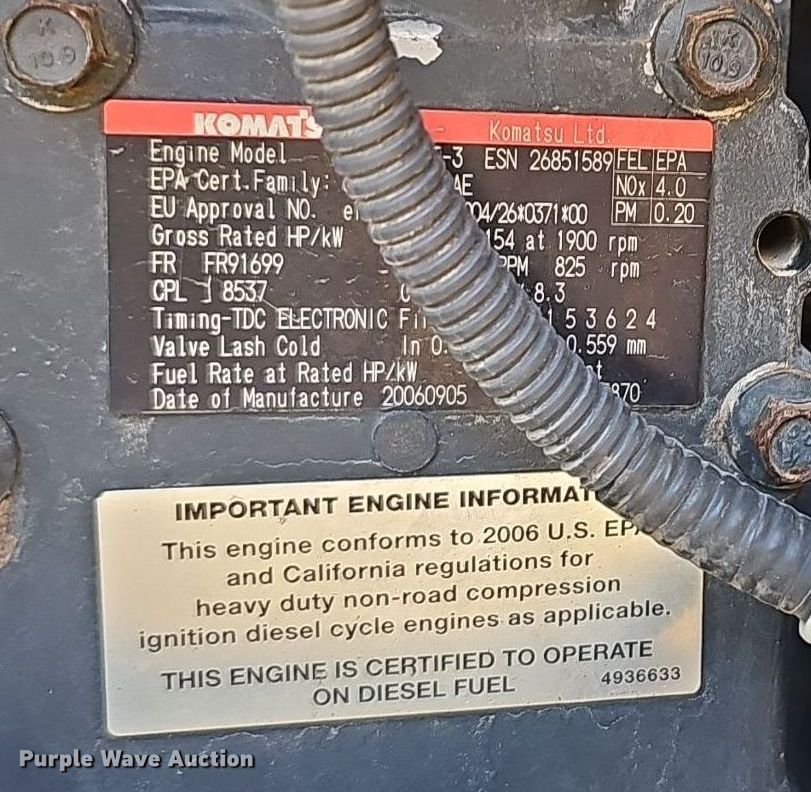 K
10.9
10.9
KOMATS
Komatsu Ltd.
Engine Model -3 ESN 26851589 FEL EPA
EPA Cert.Family: AE NOx 4.0
EU Approval NO. 04/26*0371*00 PM 0.20
Gross Rated HP/kW 154 at 1900 rpm
FR FR91699 825 rpm
CPL 8537 8.3
Timing-TDC ELECTRONIC Fi 1 5 3 6 2 4
Valve Lash Cold In 0. 0.559 mm
Fuel Rate at Rated HP/kW
Date of Manufacture 20060905 870
IMPORTANT ENGINE INFORMAT
This engine conforms to 2006 U.S. EPA
and California regulations for
heavy duty non-road compression
ignition diesel cycle engines as applicable.
THIS ENGINE IS CERTIFIED TO OPERATE
ON DIESEL FUEL 4936633
Purple Wave Auction